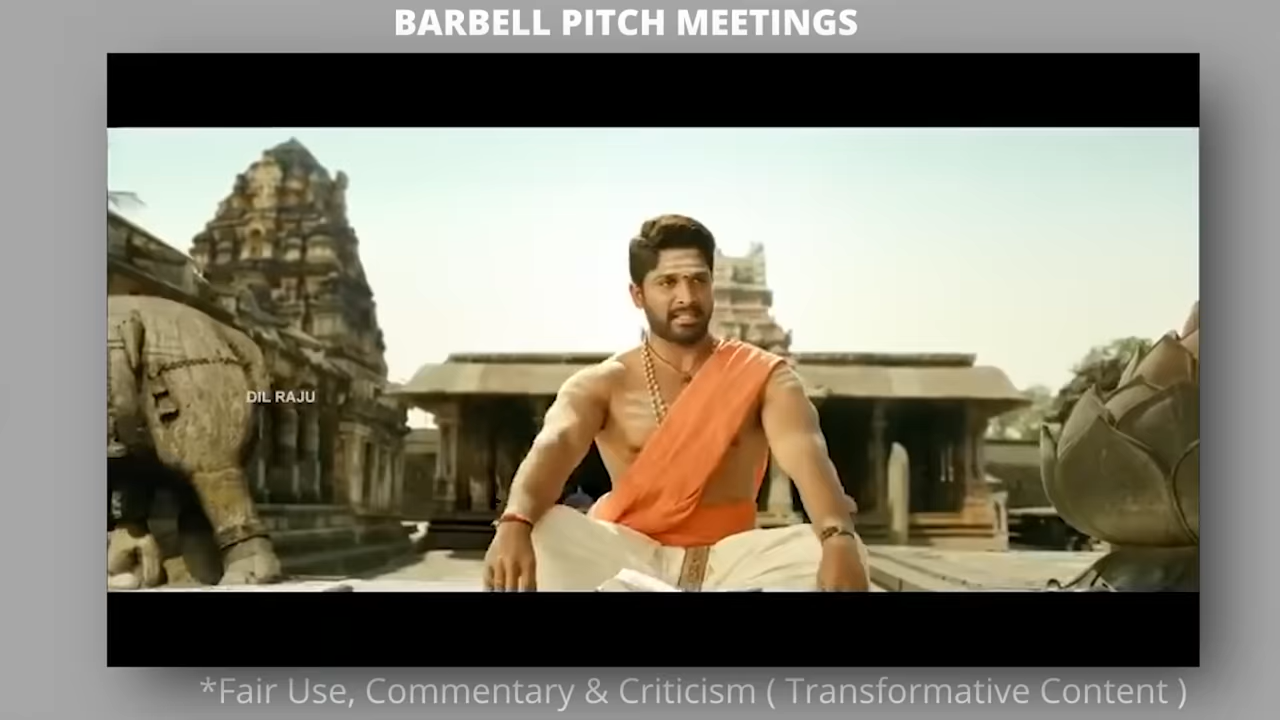 BARBELL PITCH MEETINGS
DIL RAJU
*Fair Use, Commentary & Criticism ( Transformative Content )